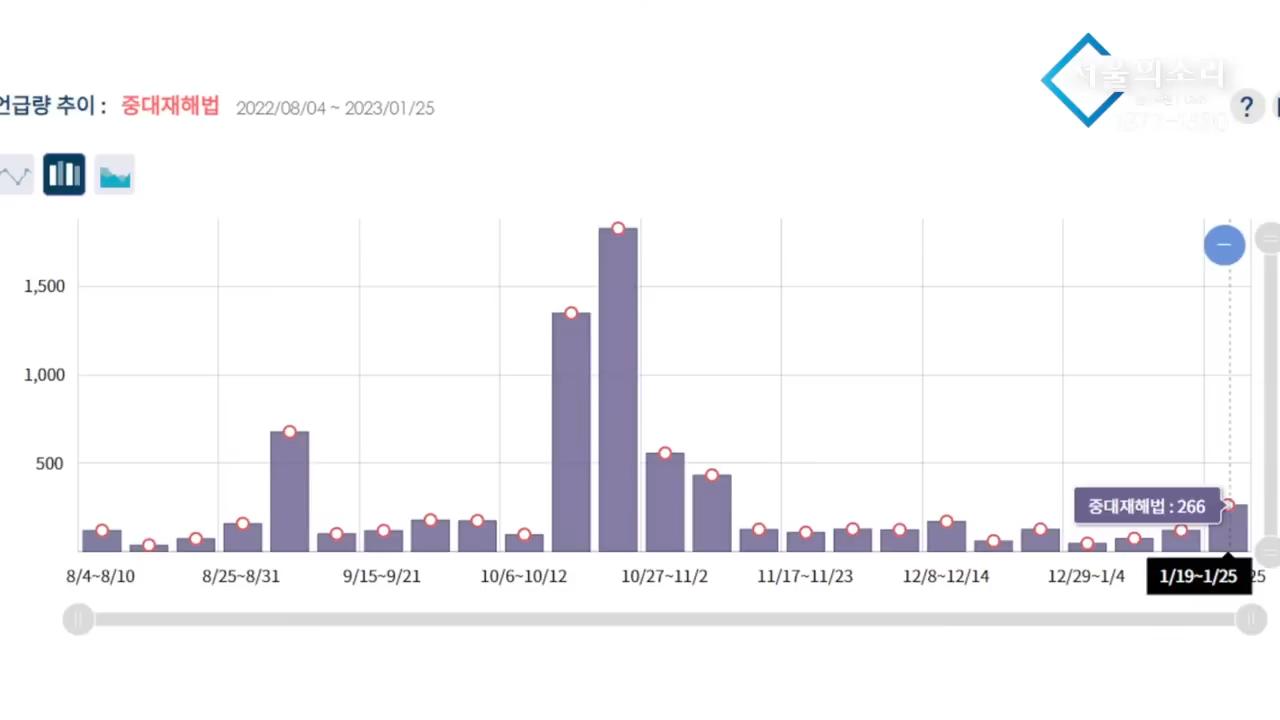 언급량 추이 : 중대재해법 2022/08/04 ~ 2023/01/25
서울의소리
?
1,500
1,000
500
중대재해법 : 266
8/4~8/10 8/25~8/31 9/15~9/21 10/6~10/12 10/27~11/2 11/17~11/23 12/8~12/14 12/29~1/4 1/19~1/25 25